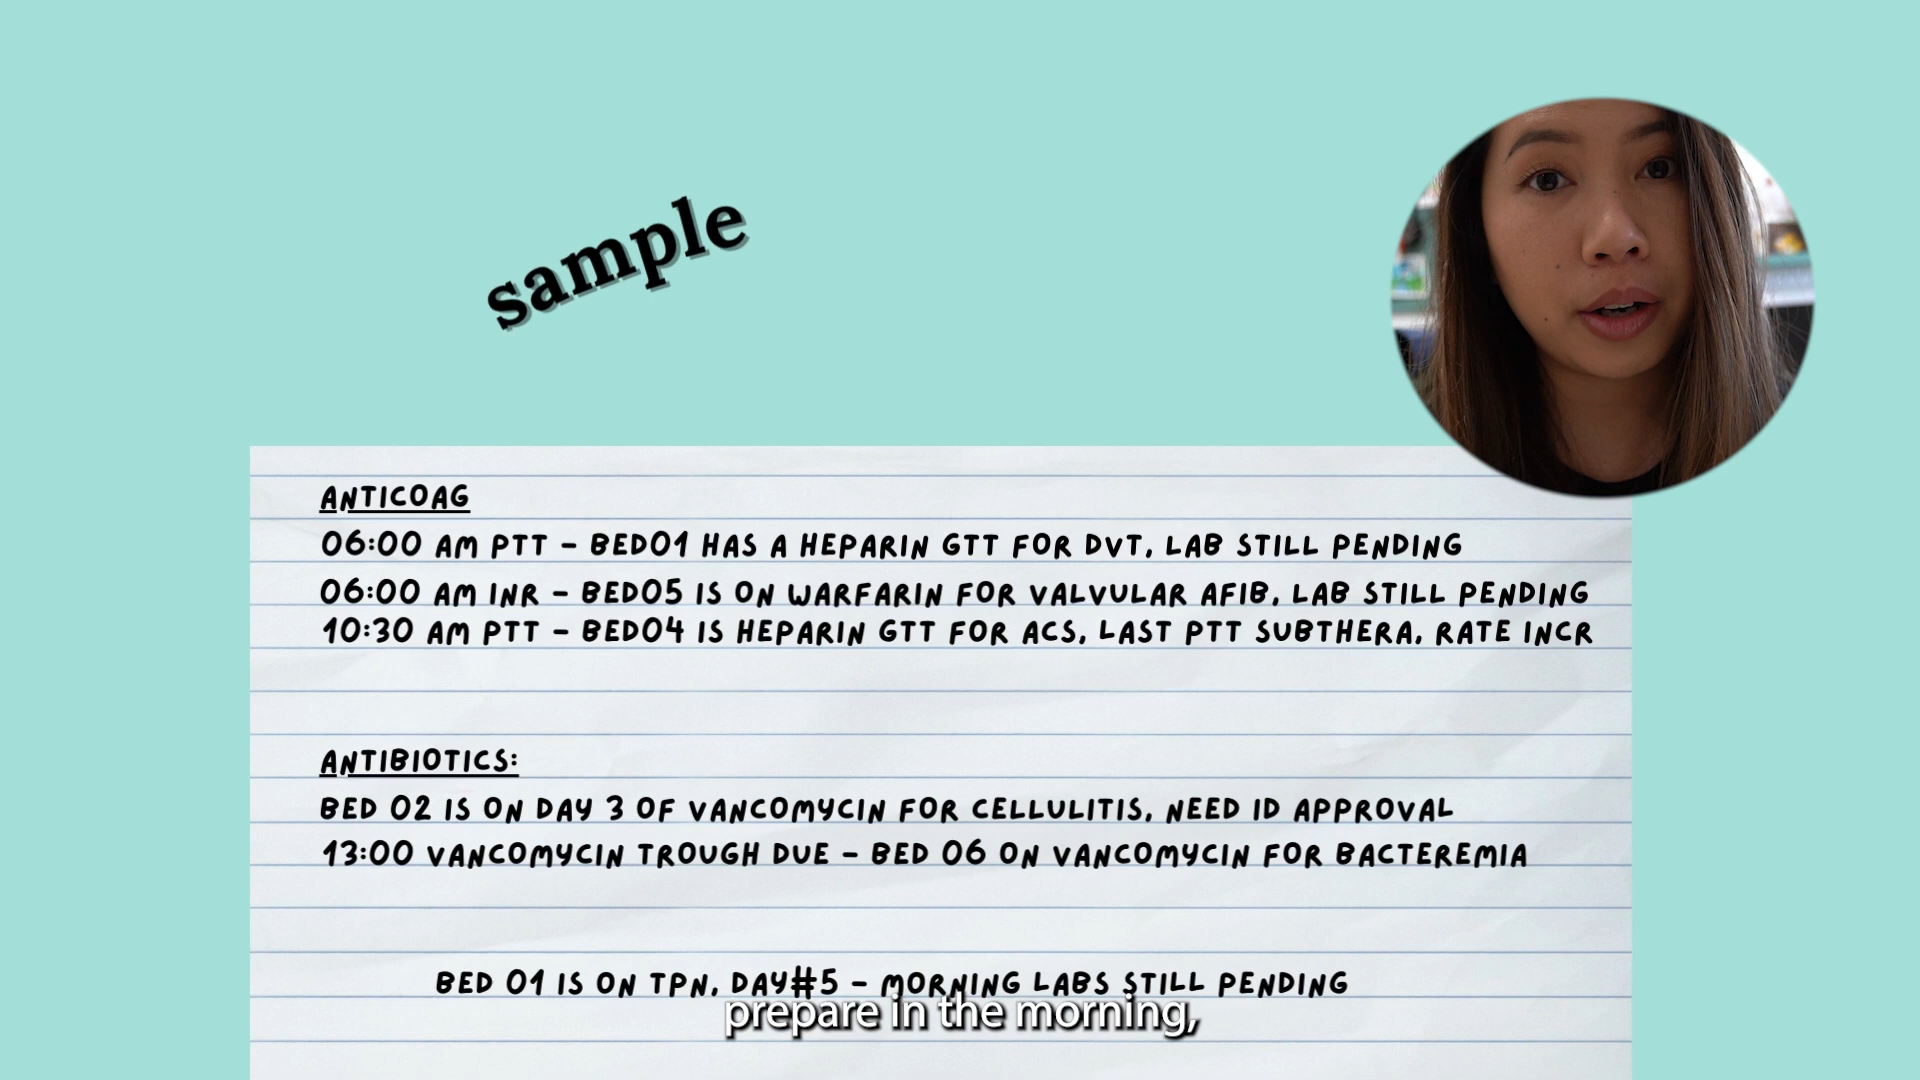 sample
ANTICOAG
06:00 AM PTT - BED01 HAS A HEPARIN GTT FOR DVT, LAB STILL PENDING
06:00 AM INR - BED05 IS ON WARFARIN FOR VALVULAR AFIB, LAB STILL PENDING
10:30 AM PTT - BED04 IS HEPARIN GTT FOR ACS, LAST PTT SUBTHERA. RATE INCR
ANTIBIOTICS:
BED 02 IS ON DAY 3 OF VANCOMYCIN FOR CELLULITIS, NEED ID APPROVAL
13:00 VANCOMYCIN TROUGH DUE - BED 06 ON VANCOMYCIN FOR BACTEREMIA
BED 01 IS ON TPN, DAY#5 - MORNING LABS STILL PENDING
prepare in the morning,